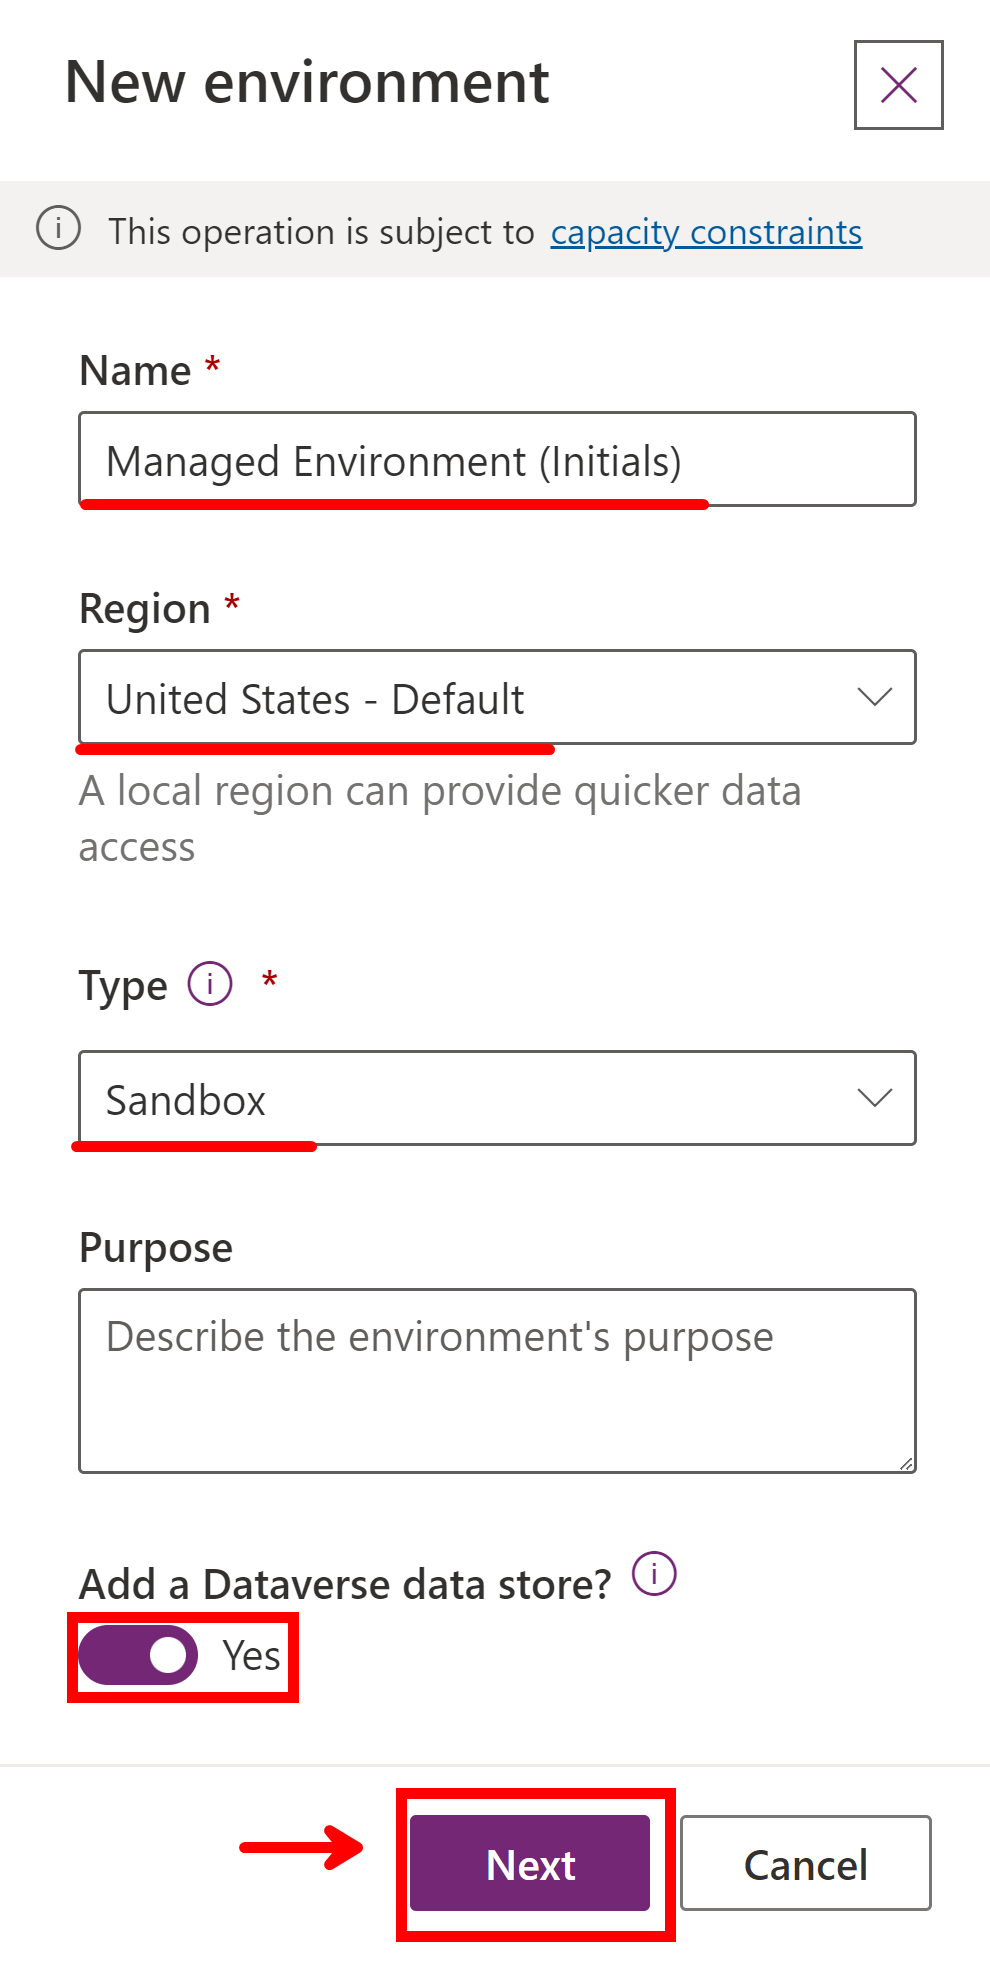 New environment
This operation is subject to capacity constraints
Name *
Managed Environment (Initials)
Region *
United States - Default
A local region can provide quicker data
access
Type *
Sandbox
Purpose
Describe the environment's purpose
Add a Dataverse data store?
Yes
Next
Cancel